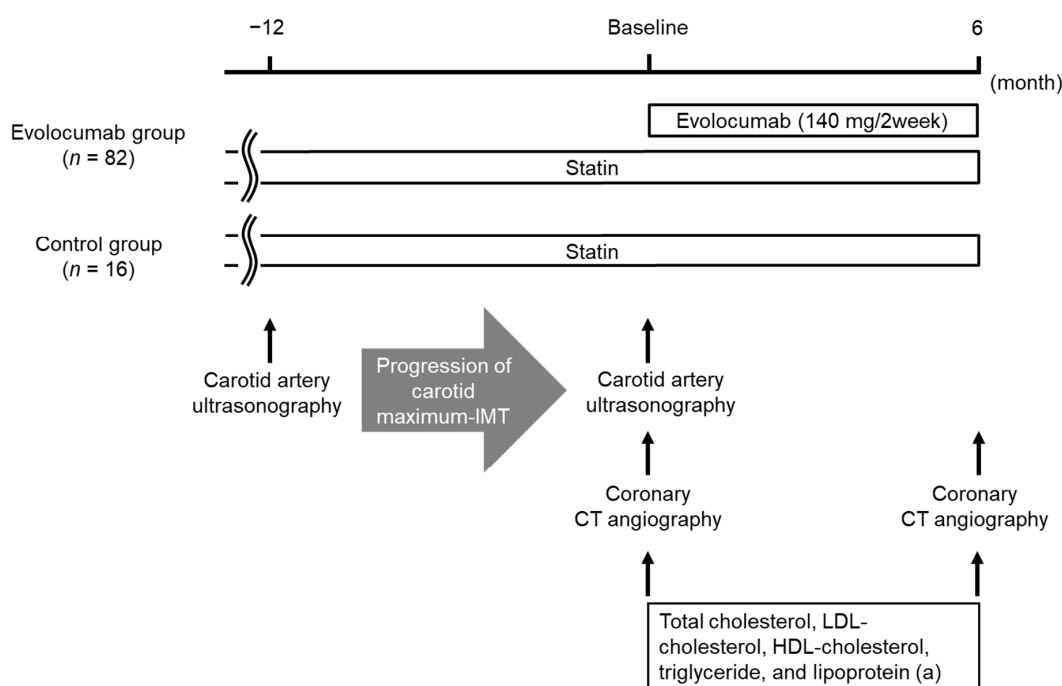 −12
Baseline
6
(month)
Evolocumab group
(n = 82)
Evolocumab (140 mg/2week)
Statin
Control group
(n = 16)
Statin
Progression of
carotid
maximum-IMT
Carotid artery
ultrasonography
Carotid artery
ultrasonography
Coronary
CT angiography
Coronary
CT angiography
Total cholesterol, LDL-
cholesterol, HDL-cholesterol,
triglyceride, and lipoprotein (a)